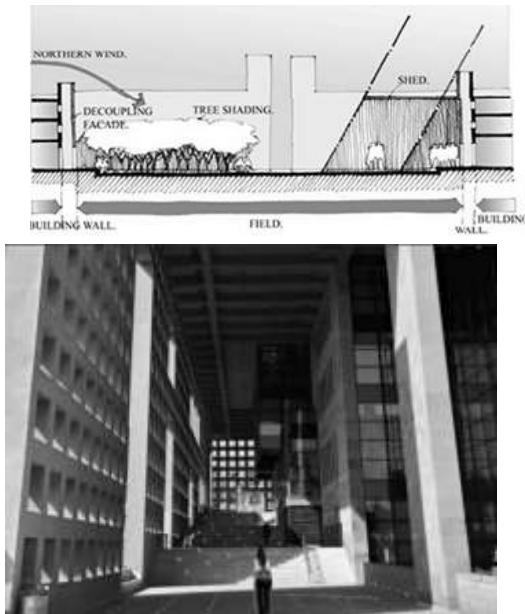 NORTHERN WIND.
SHED.
DECOUPLING
FACADE.
TREE SHADING.
BUILDING WALL.
FIELD.
WALL.
BUILDING